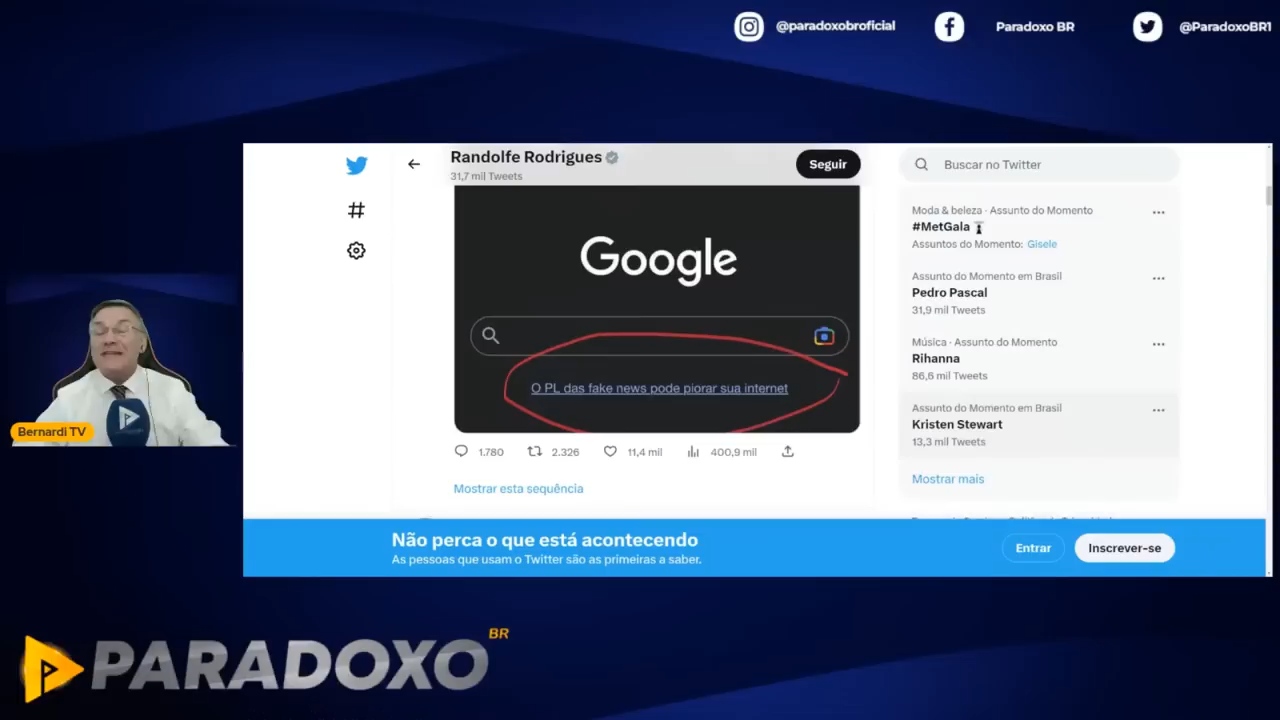 @paradoxobroficial
Paradoxo BR
@ParadoxoBR1
Randolfe Rodrigues
31,7 mil Tweets
Seguir
Buscar no Twitter
Google
O PL das fake news pode piorar sua internet
1.780
2.326
11,4 mil
400,9 mil
Mostrar esta sequência
Moda & beleza · Assunto do Momento
#MetGala
Assuntos do Momento: Gisele
Assunto do Momento em Brasil
Pedro Pascal
31,9 mil Tweets
Música · Assunto do Momento
Rihanna
86,6 mil Tweets
Assunto do Momento em Brasil
Kristen Stewart
13,3 mil Tweets
Mostrar mais
Não perca o que está acontecendo
As pessoas que usam o Twitter são as primeiras a saber.
Entrar
Inscrever-se
Bernardi TV
PARADOXO BR